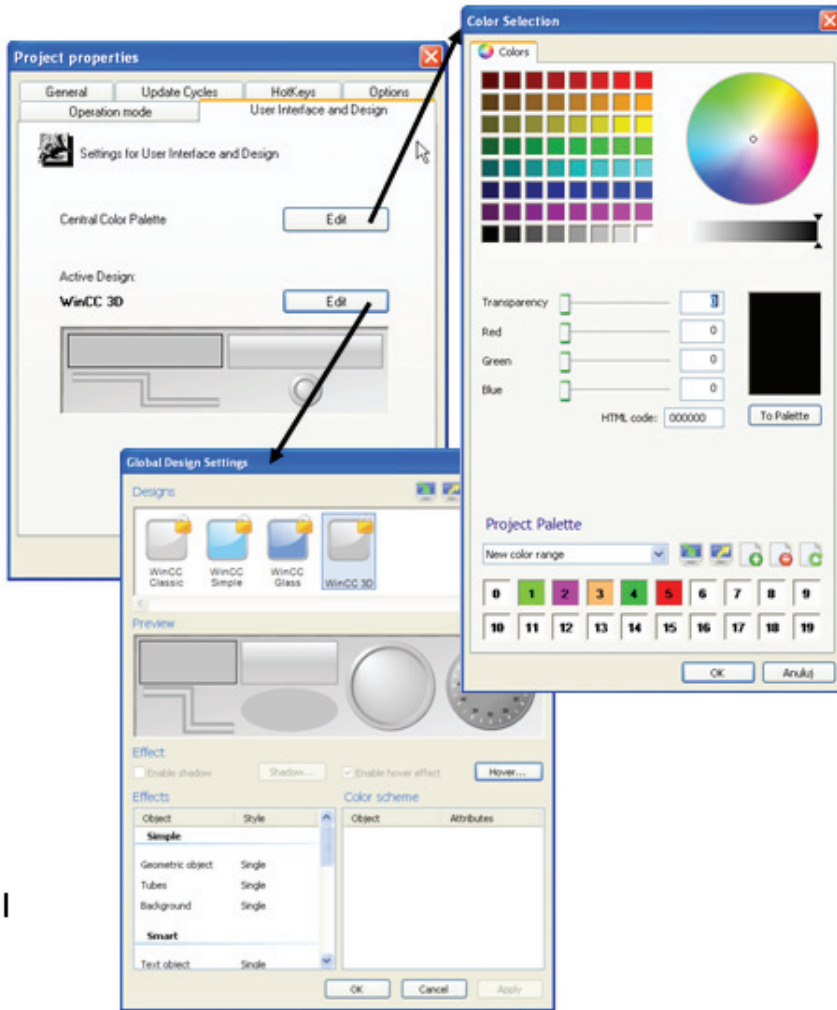 Project properties
General Update Cycles HotKeys Options
Operation mode User Interface and Design
Settings for User Interface and Design
Central Color Palette Edit
Active Design:
WinCC 3D Edit
Color Selection
Colors
Transparency 0
Red 0
Green 0
Blue 0
HTML code: 000000 To Palette
Project Palette
New color range
0 1 2 3 4 5 6 7 8 9
10 11 12 13 14 15 16 17 18 19
OK Anuluj
Global Design Settings
Designs
WinCC Classic
WinCC Simple
WinCC Glass
WinCC 3D
Preview
Effect
Enable shadow Shadow... Enable hover effect Hover...
Effects Color scheme
Object Style Object Attributes
Simple
Geometric object Single
Tubes Single
Background Single
Smart
Text object Single
OK Cancel Apply
l